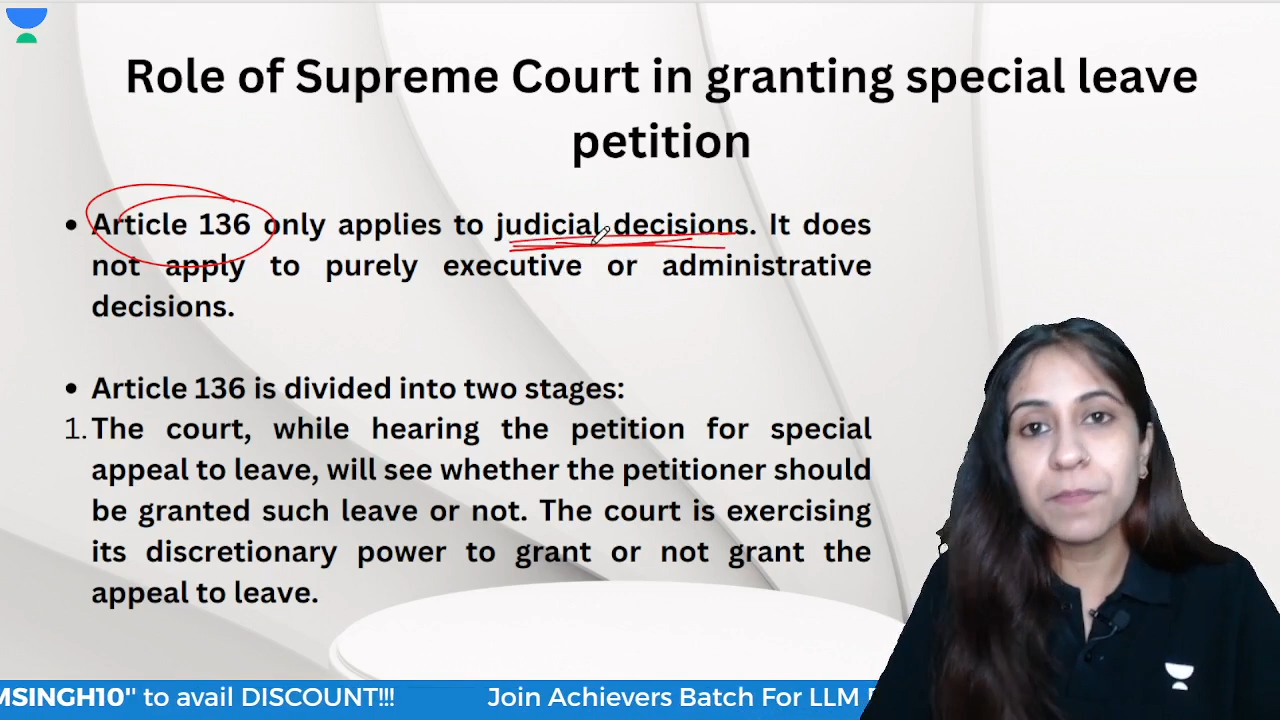 Role of Supreme Court in granting special leave
petition
• Article 136 only applies to judicial decisions. It does
not apply to purely executive or administrative
decisions.
• Article 136 is divided into two stages:
1. The court, while hearing the petition for special
appeal to leave, will see whether the petitioner should
be granted such leave or not. The court is exercising
its discretionary power to grant or not grant the
appeal to leave.
MSINGH10" to avail DISCOUNT!!! Join Achievers Batch For LLM